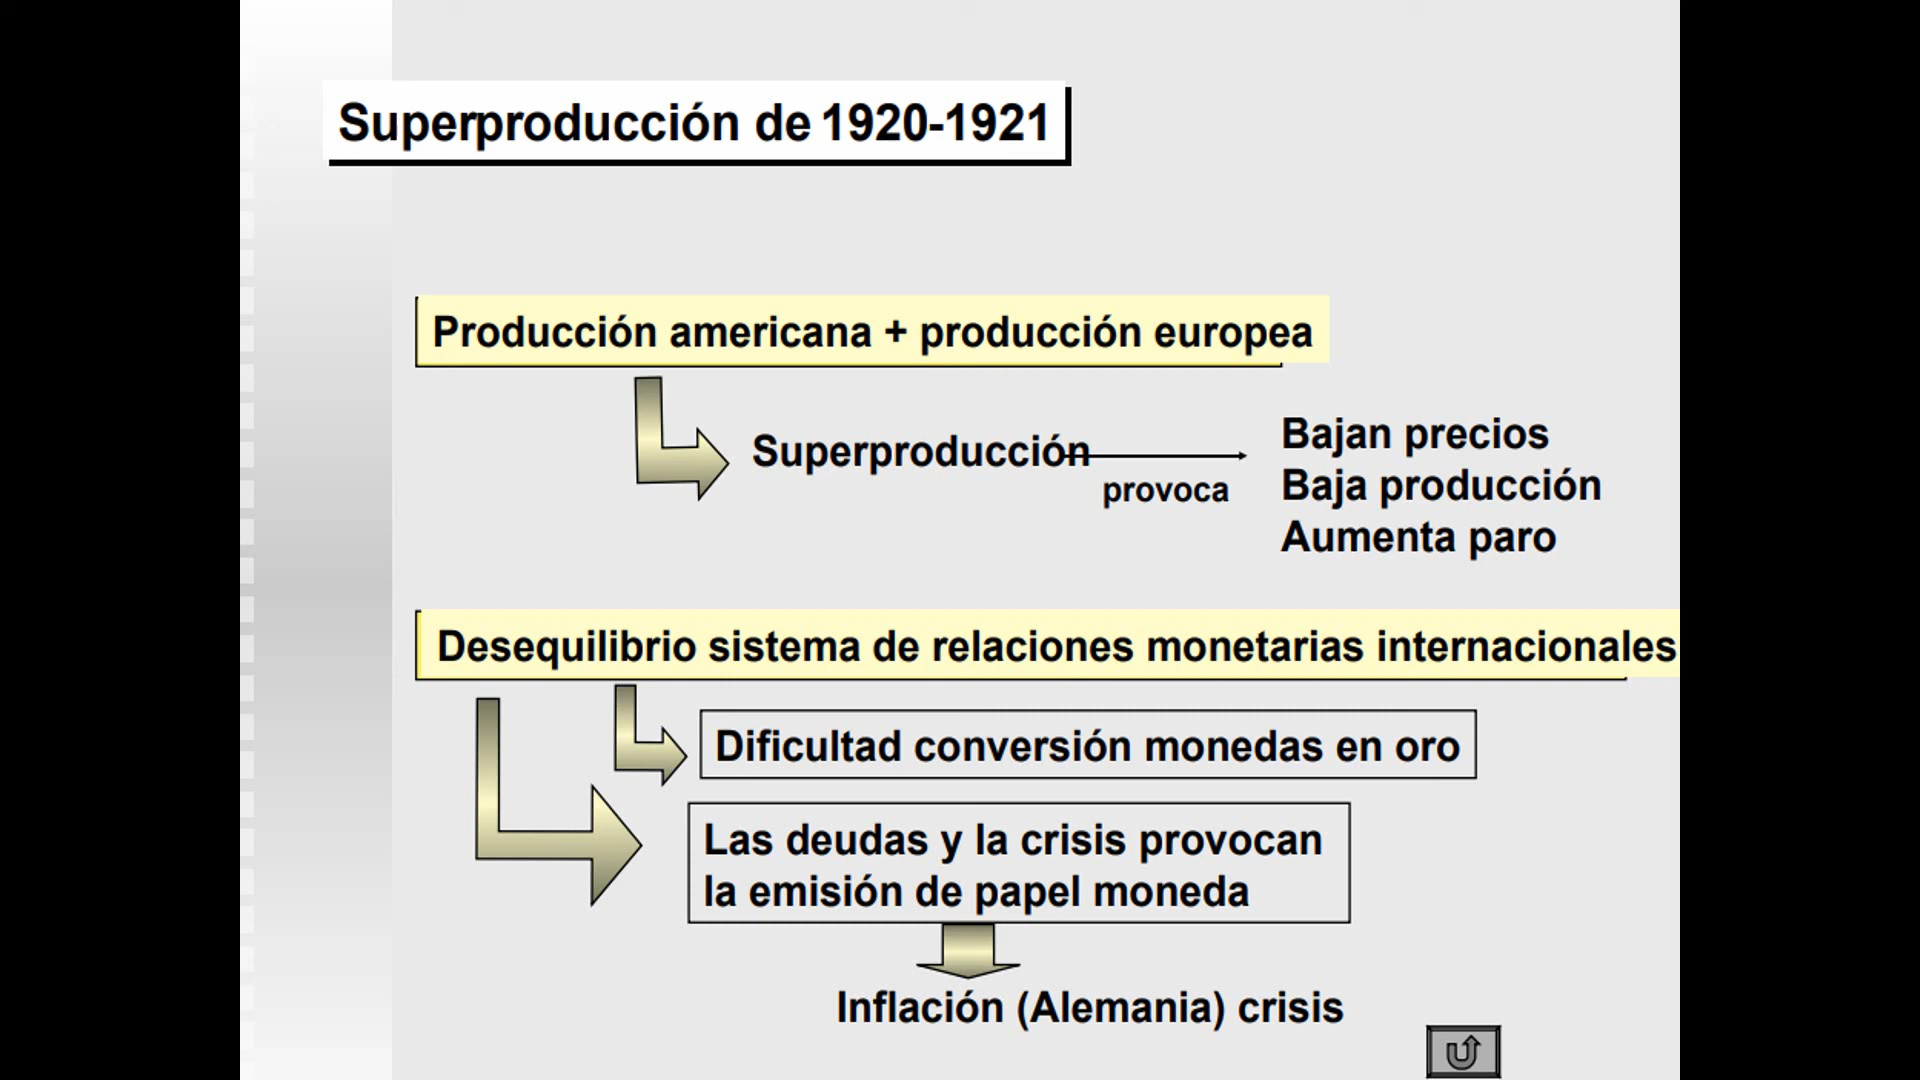 Superproducción de 1920-1921
Producción americana + producción europea
Superproducción
provoca
Bajan precios
Baja producción
Aumenta paro
Desequilibrio sistema de relaciones monetarias internacionales
Dificultad conversión monedas en oro
Las deudas y la crisis provocan
la emisión de papel moneda
Inflación (Alemania) crisis